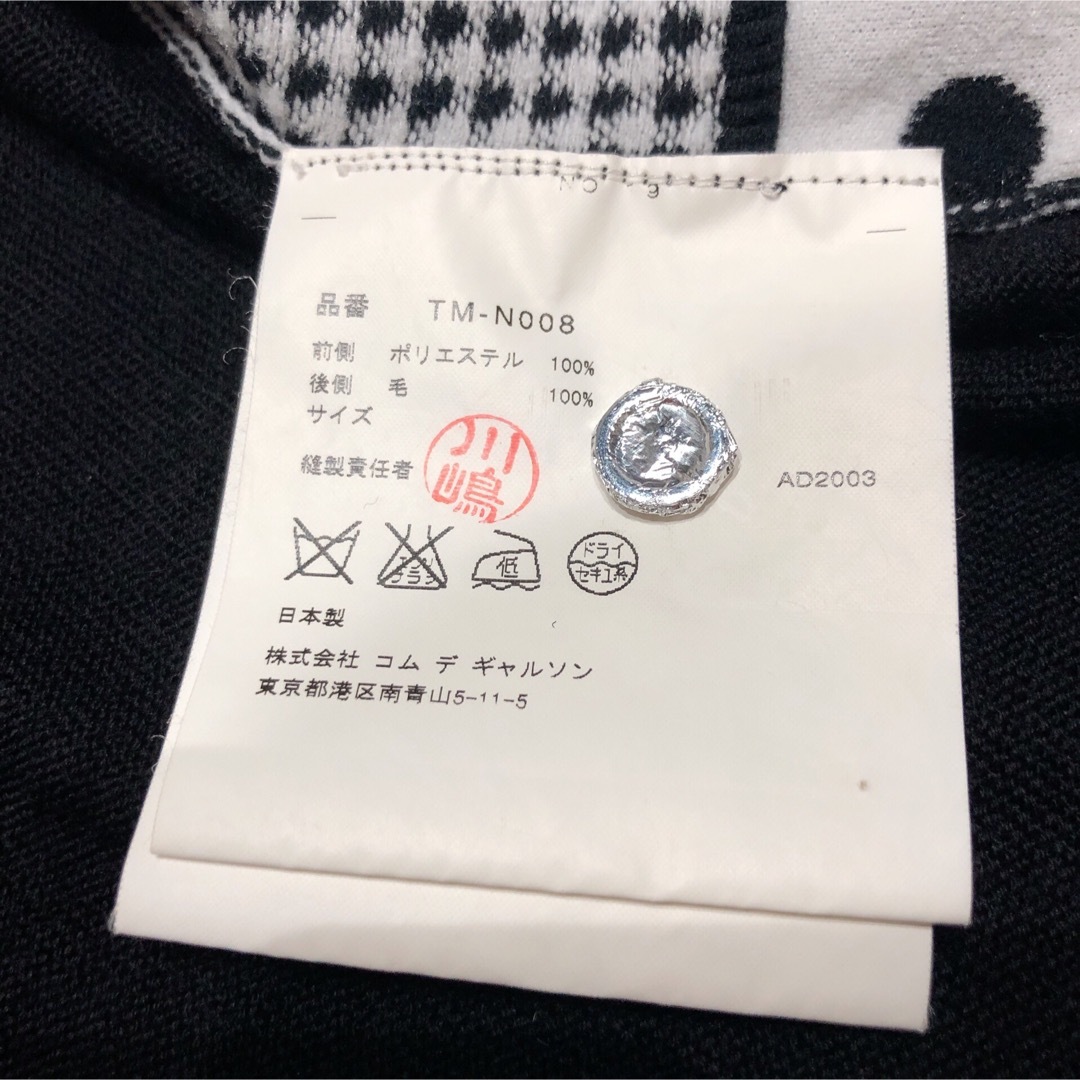 品番 TM-N008
前側 ポリエステル 100%
後側 毛 100%
サイズ
縫製責任者 川嶋
AD2003
低
ドライ
セキユ系
日本製
株式会社 コム デ ギャルソン
東京都港区南青山5-11-5